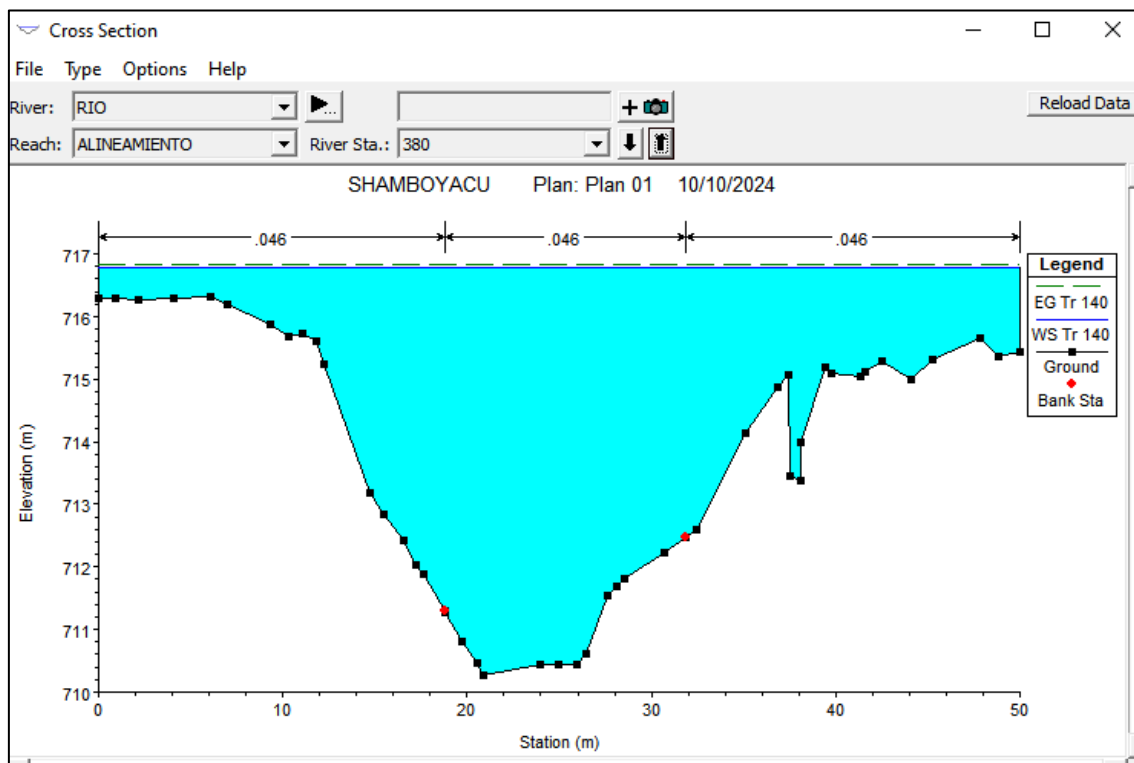 Cross Section
File Type Options Help
River: RIO
Reload Data
Reach: ALINEAMIENTO River Sta.: 380
SHAMBOYACU Plan: Plan 01 10/10/2024
.046 .046 .046
Legend
EG Tr 140
WS Tr 140
Ground
Bank Sta
717
716
715
714
713
712
711
710
Elevation (m)
0 10 20 30 40 50
Station (m)